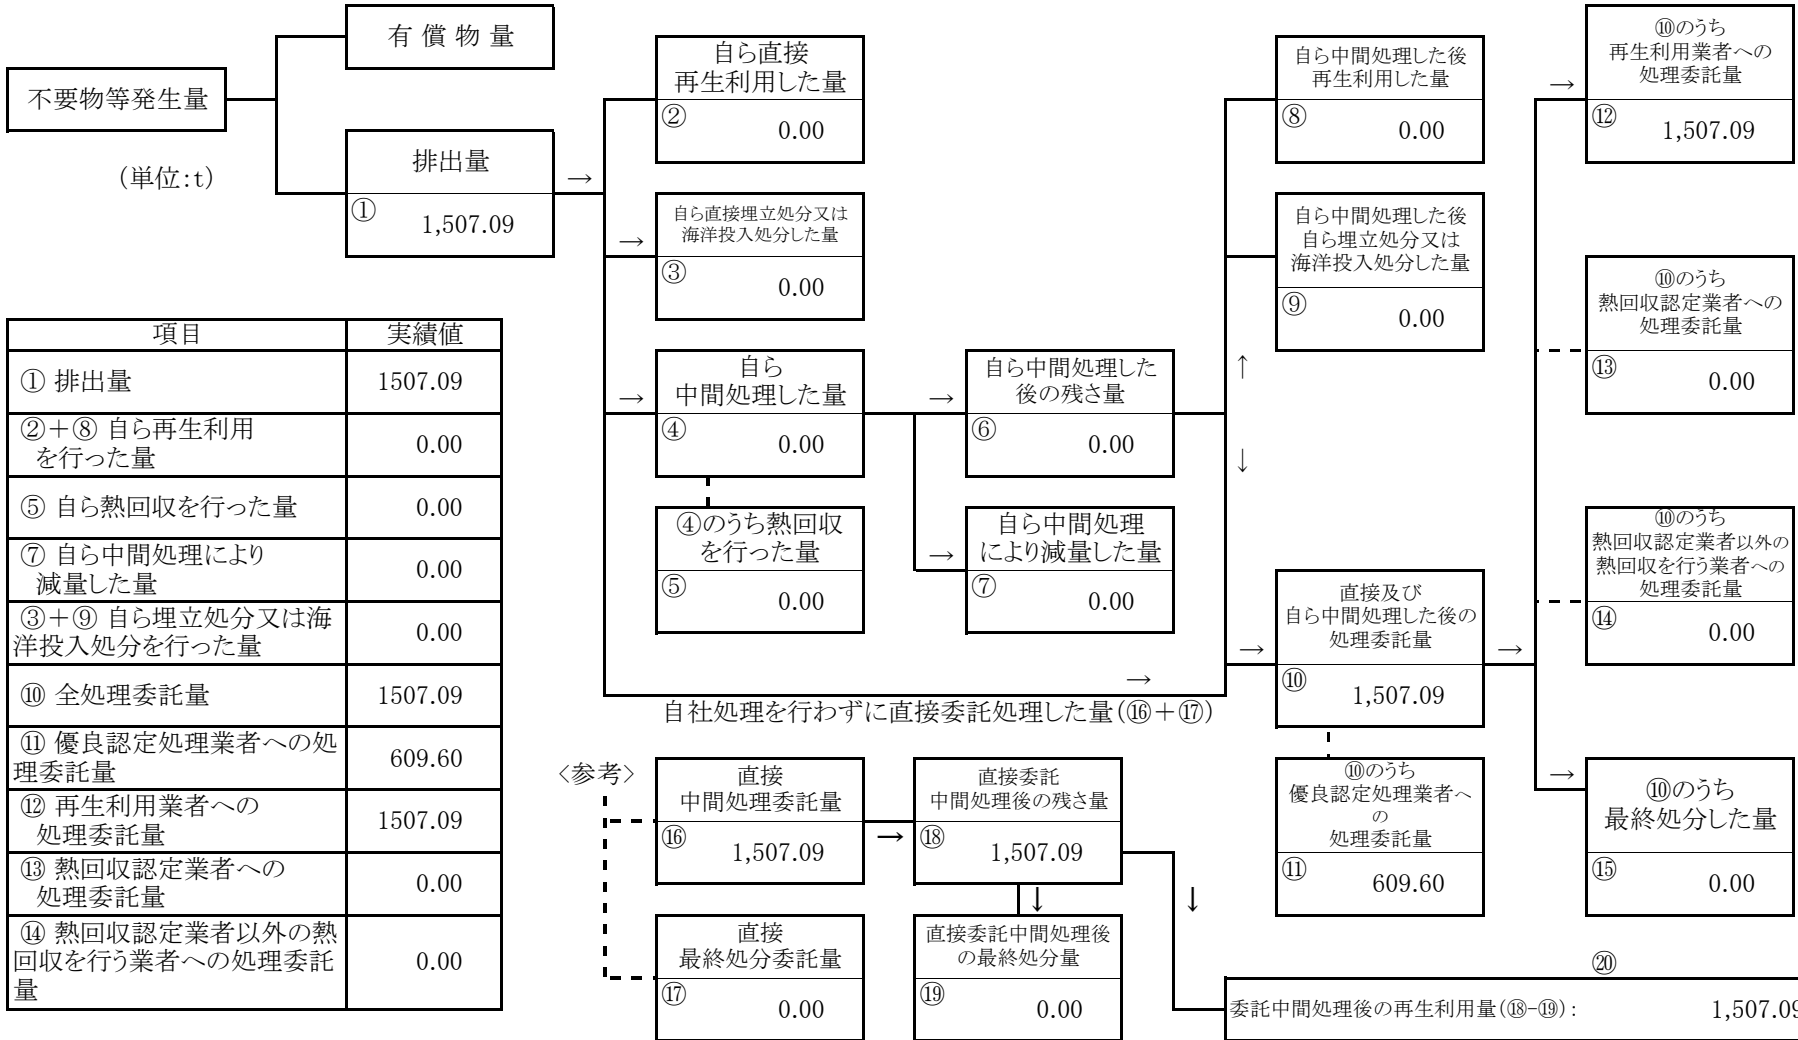 有 償 物 量
不要物等発生量
(単位:t)
排出量
①
1,507.09
→
自ら直接
再生利用した量
②
0.00
→
自ら直接埋立処分又は
海洋投入処分した量
③
0.00
→
自ら
中間処理した量
④
0.00
④のうち熱回収
を行った量
⑤
0.00
→
自ら中間処理した
後の残さ量
⑥
0.00
→
自ら中間処理
により減量した量
⑦
0.00
→
自社処理を行わずに直接委託処理した量(⑯+⑰)
自ら中間処理した後
再生利用した量
⑧
0.00
自ら中間処理した後
自ら埋立処分又は
海洋投入処分した量
⑨
0.00
↑
↓
→
直接及び
自ら中間処理した後の
処理委託量
⑩
1,507.09
⑩のうち
優良認定処理業者へ
の
処理委託量
⑪
609.60
→
→
⑩のうち
再生利用業者への
処理委託量
⑫
1,507.09
⑩のうち
熱回収認定業者への
処理委託量
⑬
0.00
⑩のうち
熱回収認定業者以外の
熱回収を行う業者への
処理委託量
⑭
0.00
→
⑩のうち
最終処分した量
⑮
0.00
項目 実績値
① 排出量 1507.09
②+⑧ 自ら再生利用
を行った量 0.00
⑤ 自ら熱回収を行った量 0.00
⑦ 自ら中間処理により
減量した量 0.00
③+⑨ 自ら埋立処分又は海
洋投入処分を行った量 0.00
⑩ 全処理委託量 1507.09
⑪ 優良認定処理業者への処
理委託量 609.60
⑫ 再生利用業者への
処理委託量 1507.09
⑬ 熱回収認定業者への
処理委託量 0.00
⑭ 熱回収認定業者以外の熱
回収を行う業者への処理委託
量 0.00
<参考>
直接
中間処理委託量
⑯
1,507.09
→
直接委託
中間処理後の残さ量
⑱
1,507.09
↓
↓
直接
最終処分委託量
⑰
0.00
直接委託中間処理後
の最終処分量
⑲
0.00
⑳
委託中間処理後の再生利用量(⑱-⑲): 1,507.09